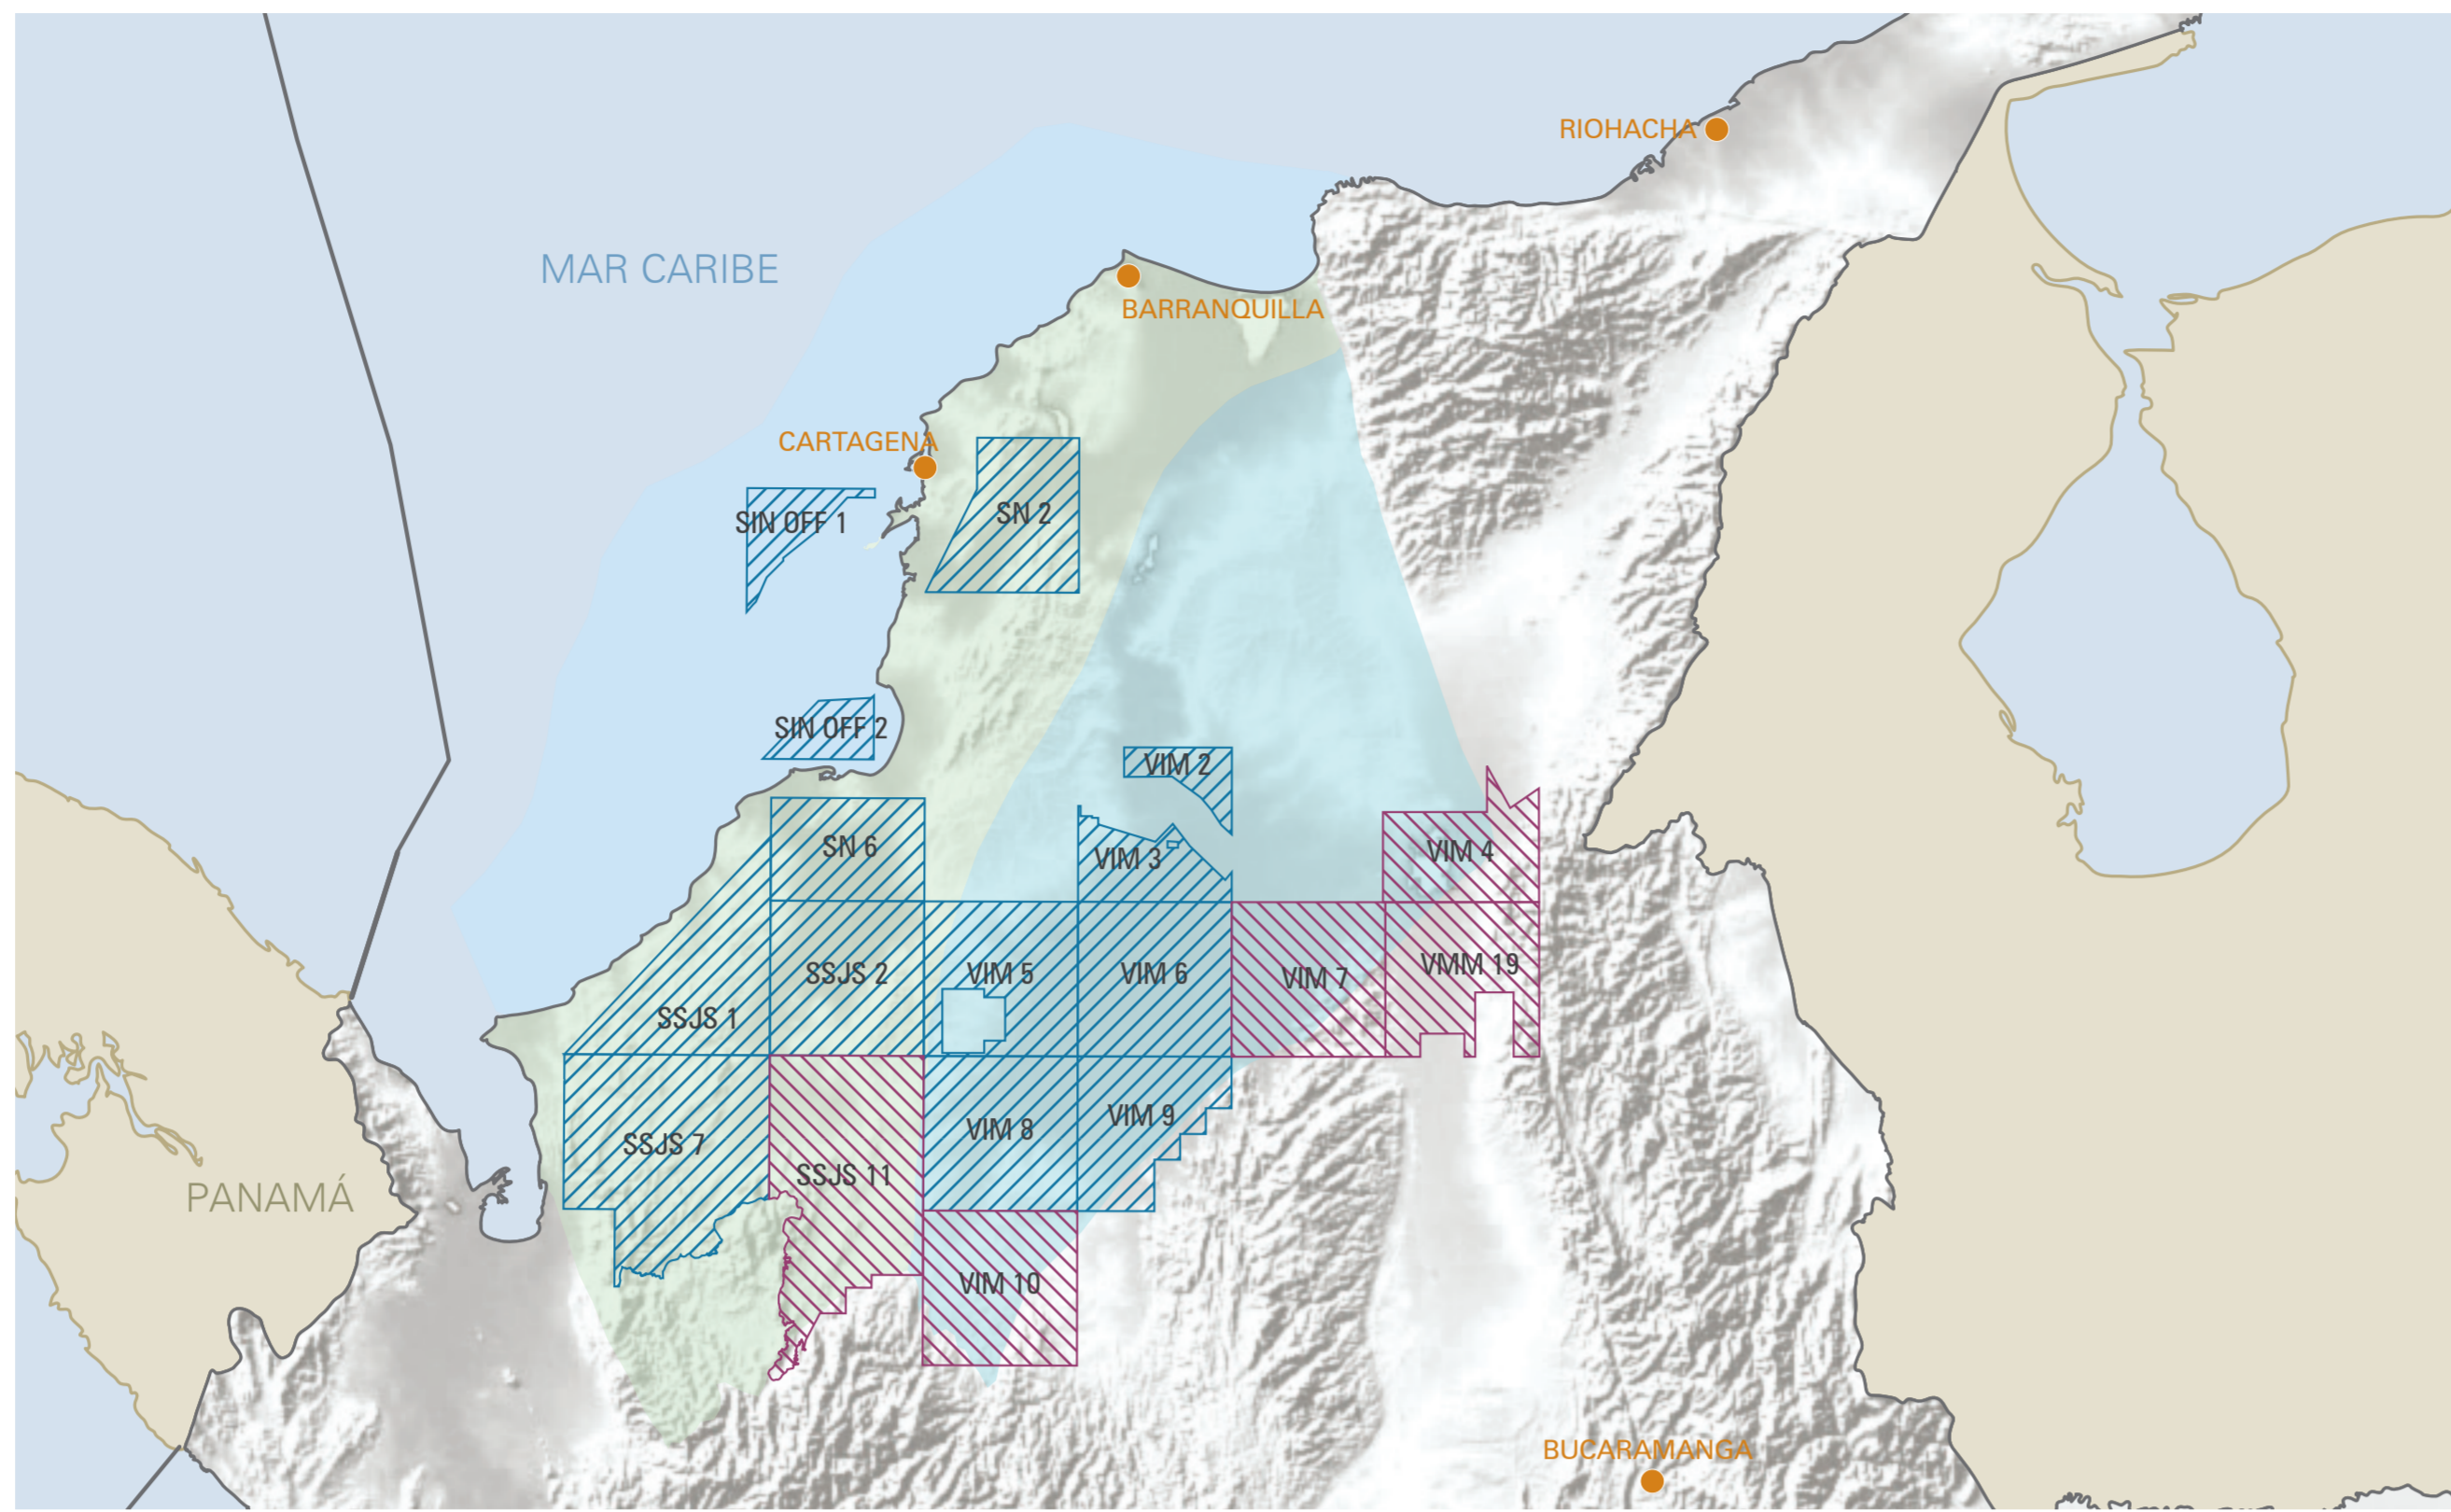 RIOHACHA
MAR CARIBE
BARRANQUILLA
CARTAGENA
SIN OFF 1
SN 2
SIN OFF 2
VIM 2
SN 6
VIM 3
VIM 4
SSJS 2
VIM 5
VIM 6
VIM 7
VMM 19
SSJS 1
SSJS 7
SSJS 11
VIM 8
VIM 9
PANAMÁ
VIM 10
BUCARAMANGA